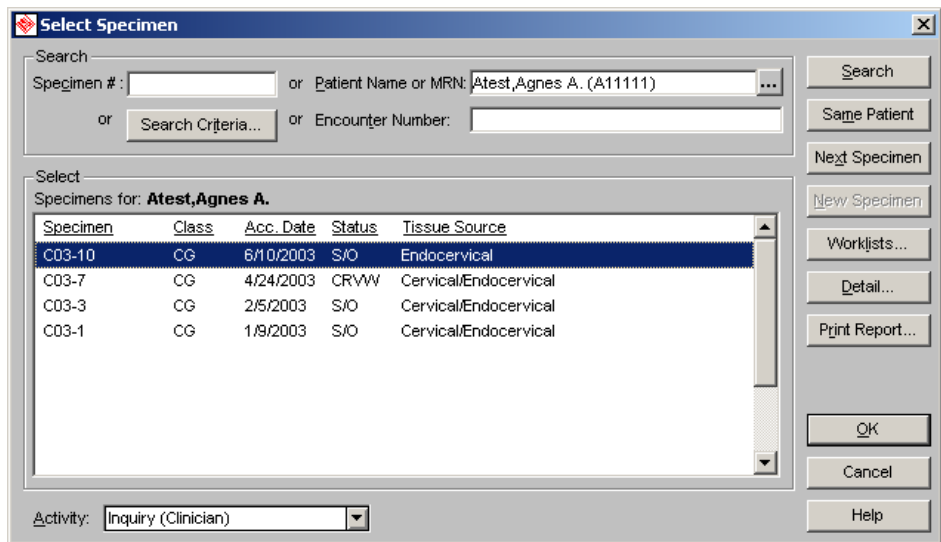 Select Specimen
Search
Specimen # : or Patient Name or MRN: Atest,Agnes A. (A11111) ...
or Search Criteria... or Encounter Number:
Select
Specimens for: Atest,Agnes A.
Specimen Class Acc. Date Status Tissue Source
C03-10 CG 6/10/2003 S/O Endocervical
C03-7 CG 4/24/2003 CRVW Cervical/Endocervical
C03-3 CG 2/5/2003 S/O Cervical/Endocervical
C03-1 CG 1/9/2003 S/O Cervical/Endocervical
Activity: Inquiry (Clinician)
Search
Same Patient
Next Specimen
New Specimen
Worklists...
Detail...
Print Report...
OK
Cancel
Help